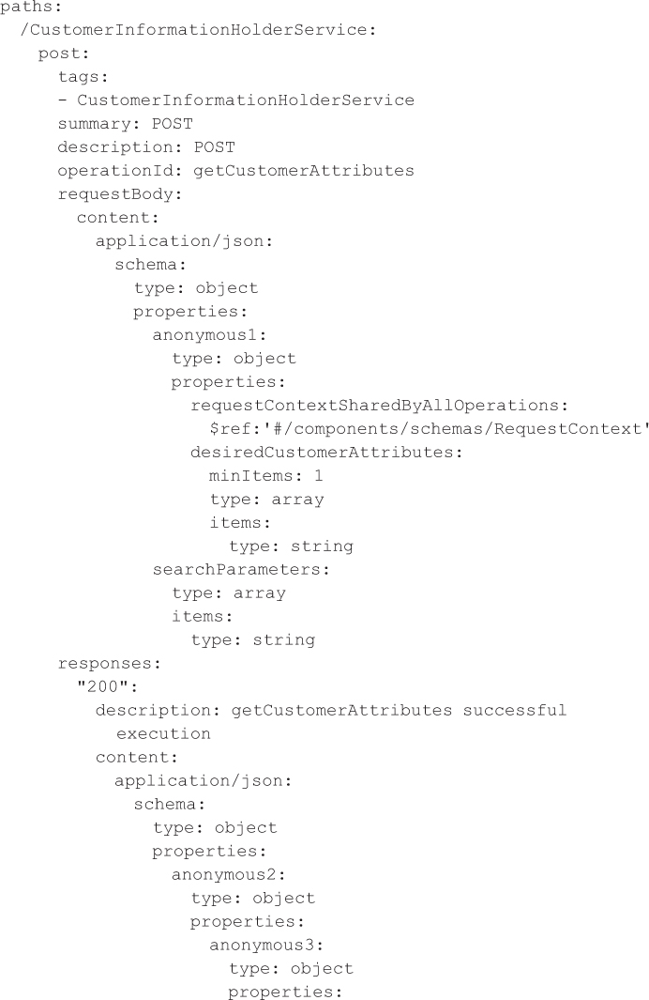 paths:
  /CustomerInformationHolderService:
    post:
      tags:
      - CustomerInformationHolderService
      summary: POST
      description: POST
      operationId: getCustomerAttributes
      requestBody:
        content:
          application/json:
            schema:
              type: object
              properties:
                anonymous1:
                  type: object
                  properties:
                    requestContextSharedByAllOperations:
                      $ref:'#/components/schemas/RequestContext'
                    desiredCustomerAttributes:
                      minItems: 1
                      type: array
                      items:
                        type: string
                searchParameters:
                  type: array
                  items:
                    type: string
      responses:
        "200":
          description: getCustomerAttributes successful
            execution
          content:
            application/json:
              schema:
                type: object
                properties:
                  anonymous2:
                    type: object
                    properties:
                      anonymous3:
                        type: object
                        properties: